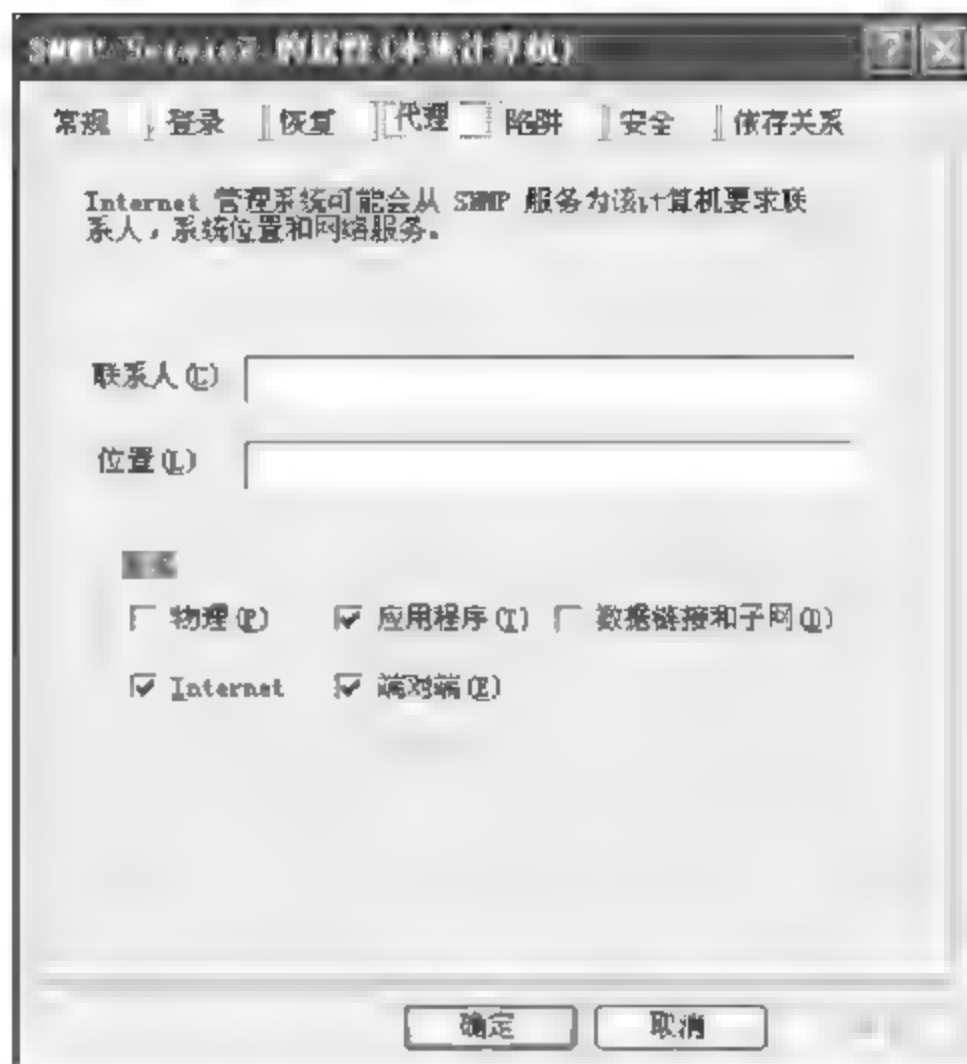 SNMP Service 的属性(本地计算机)
常规 登录 恢复 代理 陷阱 安全 依存关系
Internet 管理系统可能会从 SNMP 服务为该计算机要求联
系人，系统位置和网络服务。
联系人(C)
位置(L)
物理(P) 应用程序(T) 数据链接和子网(D)
Internet 端对端(E)
确定 取消